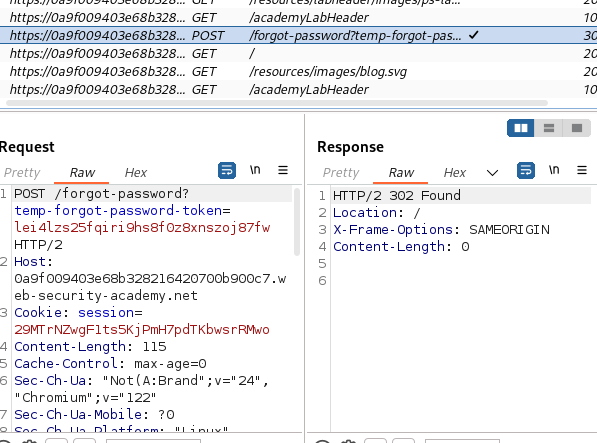 https://0a9f009403e68b328... GET /resources/labheader/images/ps-la... 20
https://0a9f009403e68b328... GET /academyLabHeader 10
https://0a9f009403e68b328... POST /forgot-password?temp-forgot-pas... ✓ 30
https://0a9f009403e68b328... GET / 20
https://0a9f009403e68b328... GET /resources/images/blog.svg 20
https://0a9f009403e68b328... GET /academyLabHeader 10
Request
Pretty Raw Hex \n
1 POST /forgot-password?
temp-forgot-password-token=
lei4lzs25fqiri9hs8f0z8xnszoj87fw
HTTP/2
2 Host:
0a9f009403e68b328216420700b900c7.w
eb-security-academy.net
3 Cookie: session=
29MTrNZwgF1ts5KjPmH7pdTKbwsrRMwo
4 Content-Length: 115
5 Cache-Control: max-age=0
6 Sec-Ch-Ua: "Not(A:Brand";v="24",
"Chromium";v="122"
7 Sec-Ch-Ua-Mobile: ?0
8 Sec-Ch-Ua-Platform: "Linux"
Response
Pretty Raw Hex \n
1 HTTP/2 302 Found
2 Location: /
3 X-Frame-Options: SAMEORIGIN
4 Content-Length: 0
5
6